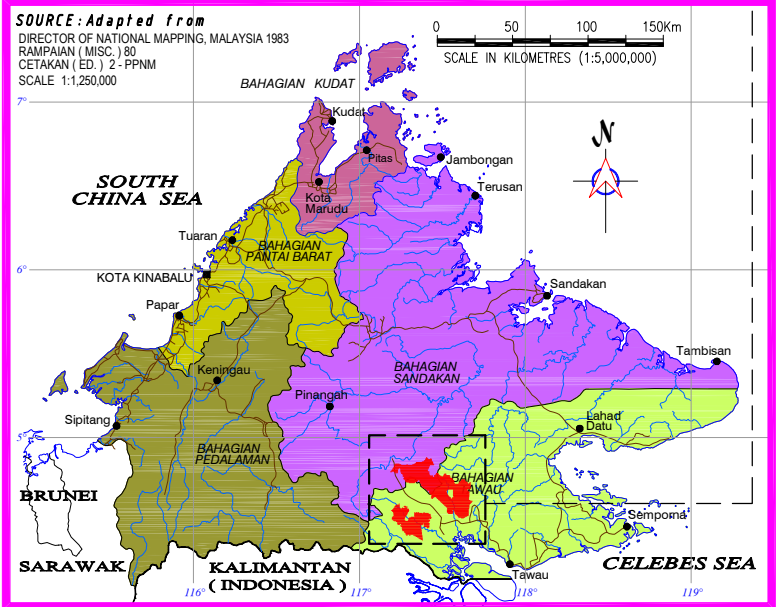 SOURCE: Adapted from
DIRECTOR OF NATIONAL MAPPING, MALAYSIA 1983
RAMPAIAN ( MISC. ) 80
CETAKAN ( ED. ) 2 - PPNM
SCALE 1:1,250,000
0 50 100 150Km
SCALE IN KILOMETRES (1:5,000,000)
BAHAGIAN KUDAT
7°
Kudat
N
Pitas
Jambongan
SOUTH
CHINA SEA
Terusan
Kota
Marudu
Tuaran
BAHAGIAN
PANTAI BARAT
6°
KOTA KINABALU
Sandakan
Papar
Tambisan
Keningau
BAHAGIAN
SANDAKAN
Pinangah
Sipitang
Lahad
Datu
5°
BAHAGIAN
PEDALAMAN
BAHAGIAN
TAWAU
BRUNEI
Semporna
SARAWAK
KALIMANTAN
( INDONESIA )
CELEBES SEA
Tawau
116°
117°
118°
119°